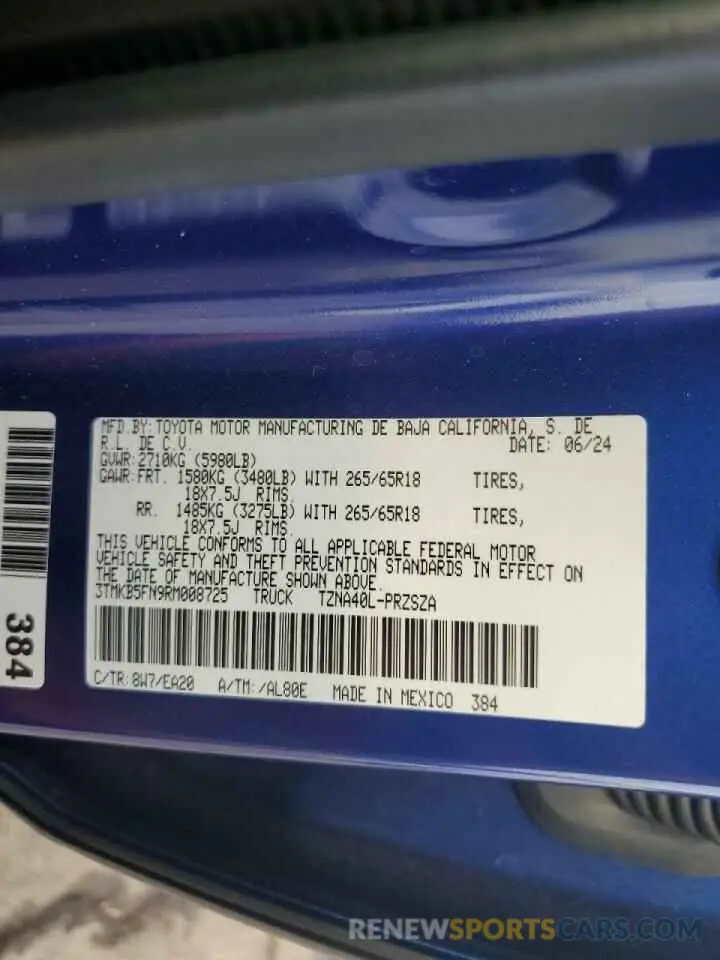 MFD.BY:TOYOTA MOTOR MANUFACTURING DE BAJA CALIFORNIA, S. DE
R.L. DE C.V. DATE: 06/24
GVWR:2710KG (5980LB)
GAWR:FRT. 1580KG (3480LB) WITH 265/65R18 TIRES,
18X7.5J RIMS.
RR. 1485KG (3275LB) WITH 265/65R18 TIRES,
18X7.5J RIMS.
THIS VEHICLE CONFORMS TO ALL APPLICABLE FEDERAL MOTOR
VEHICLE SAFETY AND THEFT PREVENTION STANDARDS IN EFFECT ON
THE DATE OF MANUFACTURE SHOWN ABOVE.
3TMKB5FN9RM008725 TRUCK TZNA40L-PRZSZA
C/TR:8W7/EA20 A/TM:/AL80E MADE IN MEXICO 384
384
RENEWSPORTSCARS.COM